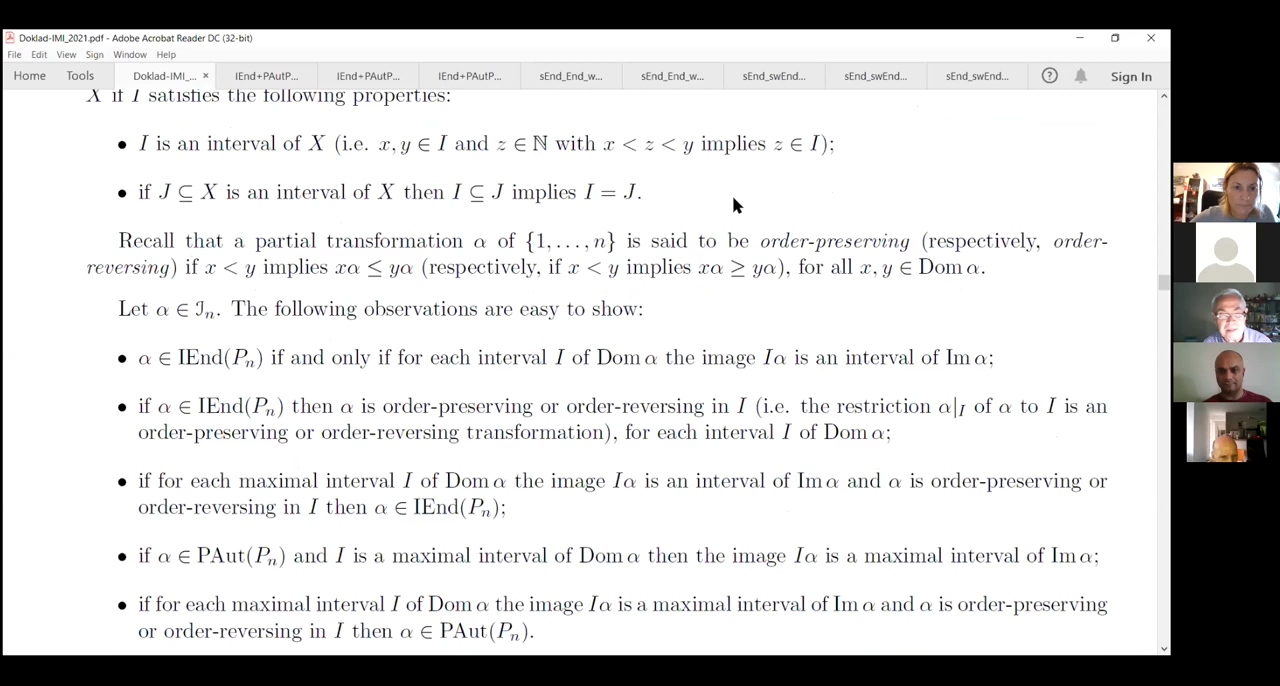 Doklad-IMI_2021.pdf - Adobe Acrobat Reader DC (32-bit)
File Edit View Sign Window Help
Home Tools Doklad-IMI_... × IEnd+PAutP... IEnd+PAutP... IEnd+PAutP... sEnd_End_w... sEnd_End_w... sEnd_swEnd... sEnd_swEnd... sEnd_swEnd... Sign In
X if I satisfies the following properties:
• I is an interval of X (i.e. x, y ∈ I and z ∈ ℕ with x < z < y implies z ∈ I);
• if J ⊆ X is an interval of X then I ⊆ J implies I = J.
Recall that a partial transformation α of {1, . . . , n} is said to be order-preserving (respectively, order-
reversing) if x < y implies xα ≤ yα (respectively, if x < y implies xα ≥ yα), for all x, y ∈ Dom α.
Let α ∈ ℐₙ. The following observations are easy to show:
• α ∈ IEnd(Pₙ) if and only if for each interval I of Dom α the image Iα is an interval of Im α;
• if α ∈ IEnd(Pₙ) then α is order-preserving or order-reversing in I (i.e. the restriction α|_I of α to I is an
order-preserving or order-reversing transformation), for each interval I of Dom α;
• if for each maximal interval I of Dom α the image Iα is an interval of Im α and α is order-preserving or
order-reversing in I then α ∈ IEnd(Pₙ);
• if α ∈ PAut(Pₙ) and I is a maximal interval of Dom α then the image Iα is a maximal interval of Im α;
• if for each maximal interval I of Dom α the image Iα is a maximal interval of Im α and α is order-preserving
or order-reversing in I then α ∈ PAut(Pₙ).